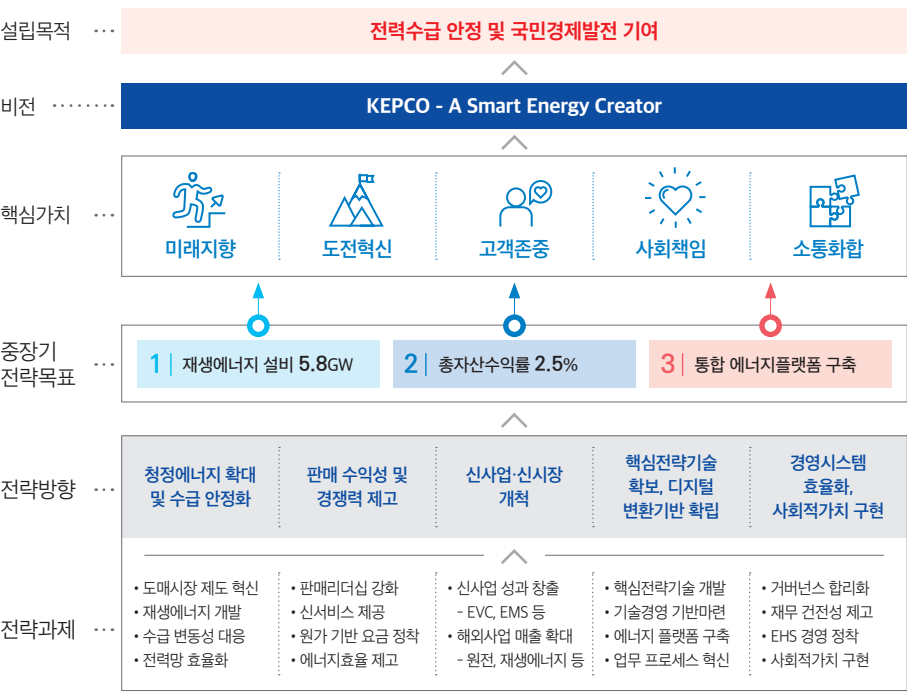 설립목적 ··· 전력수급 안정 및 국민경제발전 기여
비전 ········ KEPCO - A Smart Energy Creator
핵심가치 ···
미래지향
도전혁신
고객존중
사회책임
소통화합
중장기
전략목표 ···
1 | 재생에너지 설비 5.8GW
2 | 총자산수익률 2.5%
3 | 통합 에너지플랫폼 구축
전략방향 ···
청정에너지 확대
및 수급 안정화
판매 수익성 및
경쟁력 제고
신사업·신시장
개척
핵심전략기술
확보, 디지털
변환기반 확립
경영시스템
효율화,
사회적가치 구현
전략과제 ···
• 도매시장 제도 혁신
• 재생에너지 개발
• 수급 변동성 대응
• 전력망 효율화
• 판매리더십 강화
• 신서비스 제공
• 원가 기반 요금 정착
• 에너지효율 제고
• 신사업 성과 창출
- EVC, EMS 등
• 해외사업 매출 확대
- 원전, 재생에너지 등
• 핵심전략기술 개발
• 기술경영 기반마련
• 에너지 플랫폼 구축
• 업무 프로세스 혁신
• 거버넌스 합리화
• 재무 건전성 제고
• EHS 경영 정착
• 사회적가치 구현